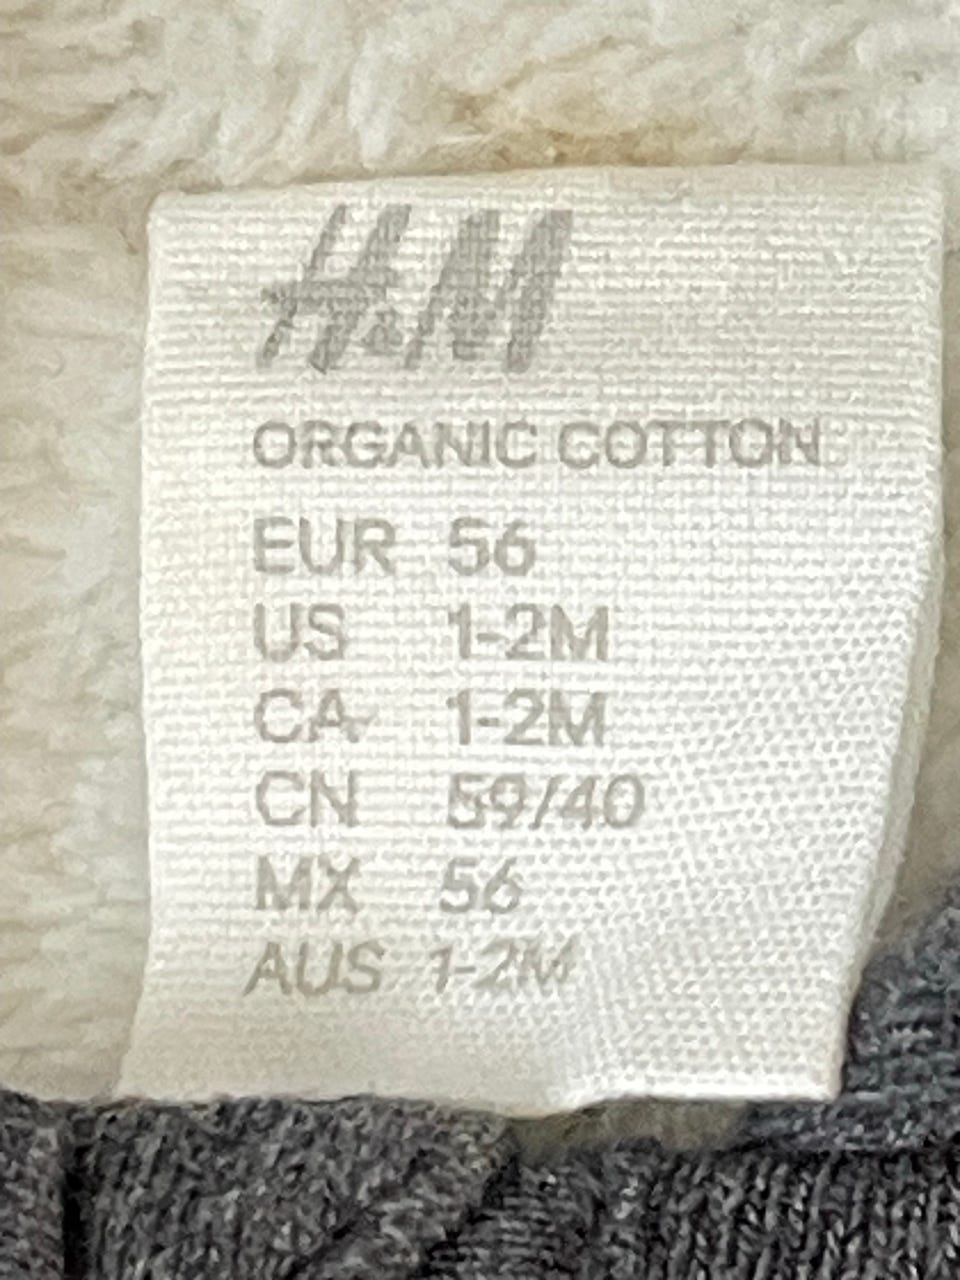 H&M
ORGANIC COTTON
EUR 56
US 1-2M
CA 1-2M
CN 59/40
MX 56
AUS 1-2M